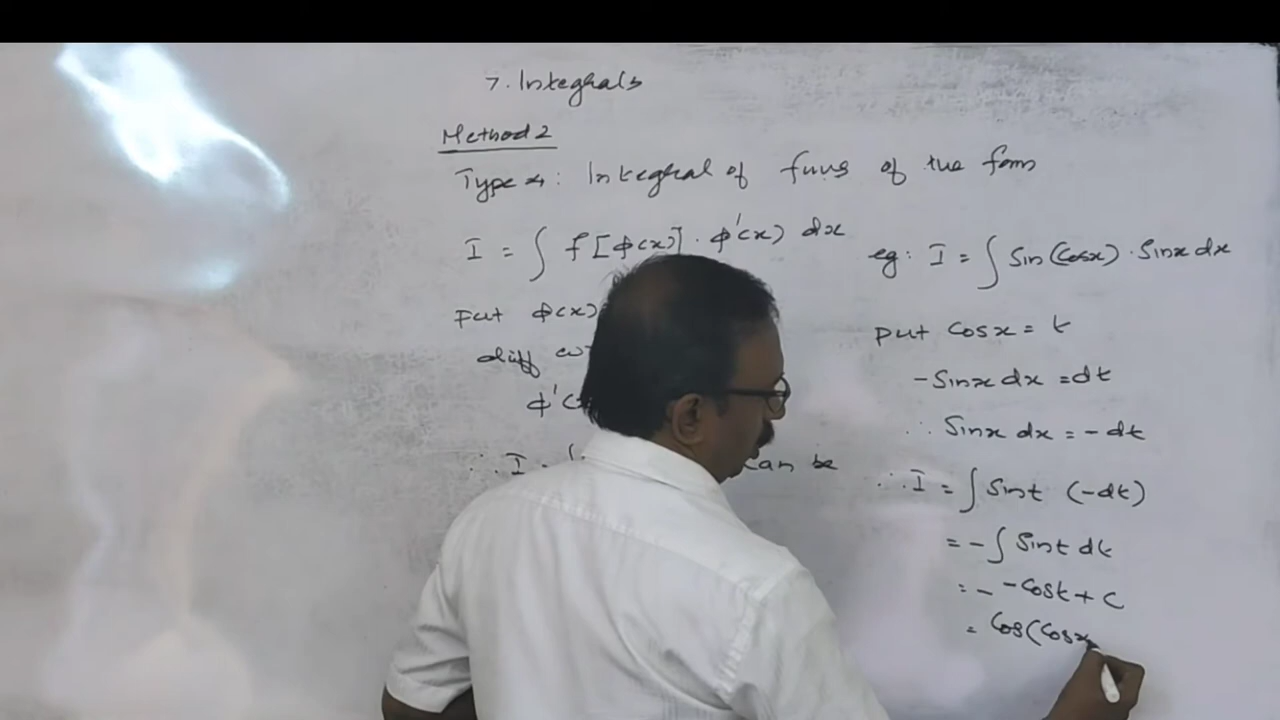 7. Integrals
Method 2
Type 4: Integral of funs of the form
I = ∫ f[ϕ(x)] · ϕ'(x) dx
Put ϕ(x)
diff
ϕ'(
∴ I = can be
eg: I = ∫ Sin(Cosx) · Sinx dx
put Cosx = t
-Sinx dx = dt
∴ Sinx dx = -dt
∴ I = ∫ Sint (-dt)
= - ∫ Sint dt
= - -Cost + C
= Cos(Cosx